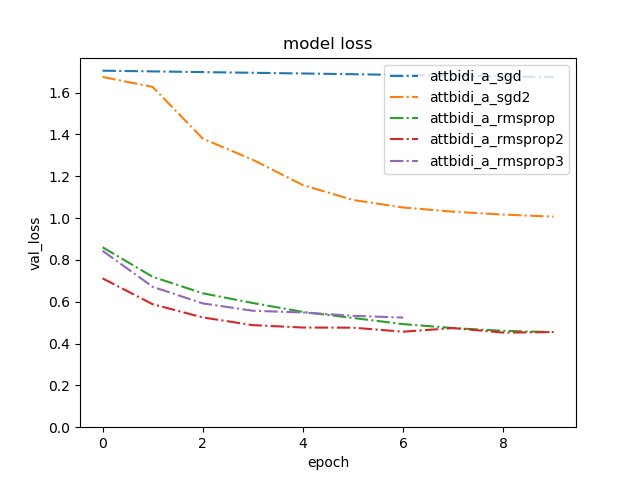 model loss
val_loss
1.6
1.4
1.2
1.0
0.8
0.6
0.4
0.2
0.0
attbidi_a_sgd
attbidi_a_sgd2
attbidi_a_rmsprop
attbidi_a_rmsprop2
attbidi_a_rmsprop3
0 2 4 6 8
epoch